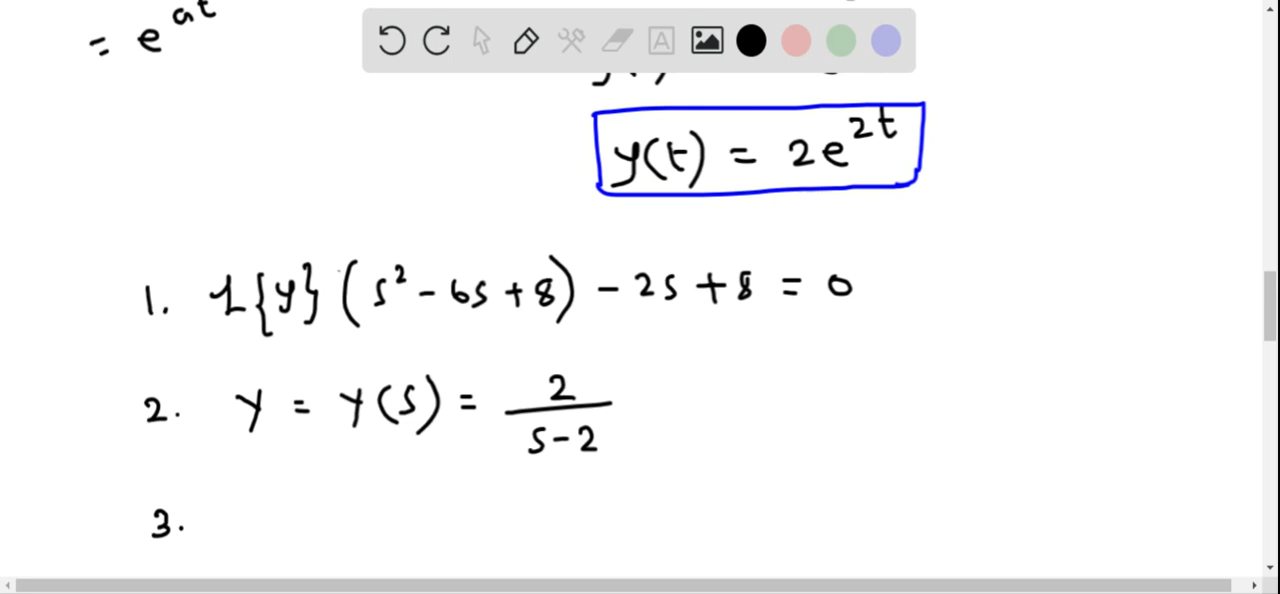 = e^{at}
y(t) = 2e^{2t}
1. L{y} (s² - 6s + 8) - 2s + 8 = 0
2. Y = Y(s) = 2/(s-2)
3.